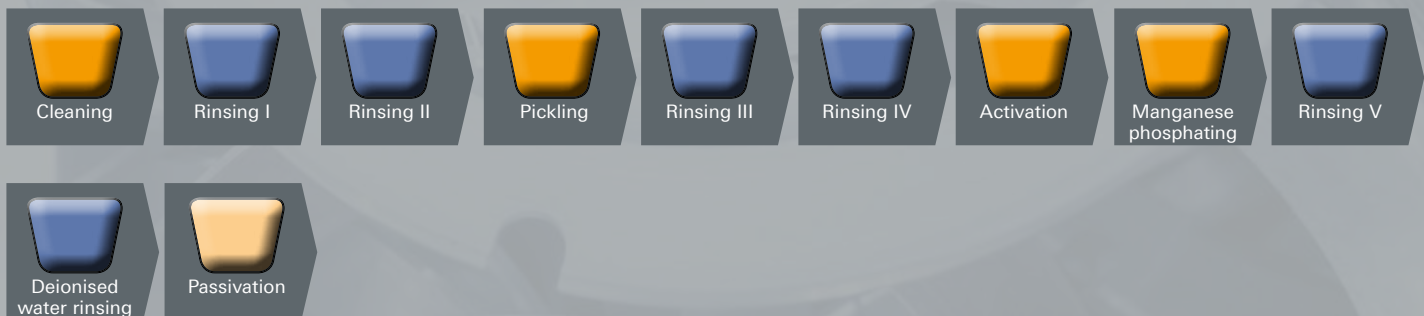 Cleaning
Rinsing I
Rinsing II
Pickling
Rinsing III
Rinsing IV
Activation
Manganese
phosphating
Rinsing V
Deionised
water rinsing
Passivation